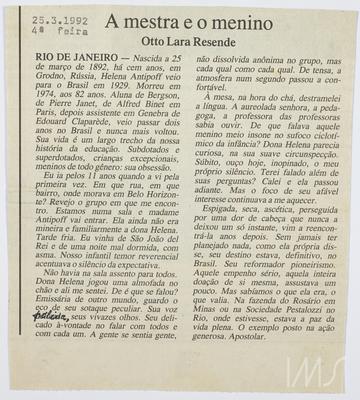 25.3.1992
4ª feira
A mestra e o menino
Otto Lara Resende
RIO DE JANEIRO — Nascida a 25
de março de 1892, há cem anos, em
Grodno, Rússia, Helena Antipoff veio
para o Brasil em 1929. Morreu em
1974, aos 82 anos. Aluna de Bergson,
de Pierre Janet, de Alfred Binet em
Paris, depois assistente em Genebra de
Edouard Claparède, veio passar dois
anos no Brasil e nunca mais voltou.
Sua vida é um largo trecho da nossa
história da educação. Subdotados e
superdotados, crianças excepcionais,
meninos de todo gênero: sua obsessão.
Eu ia pelos 11 anos quando a vi pela
primeira vez. Em que rua, em que
bairro, onde morava em Belo Horizon-
te? Revejo o grupo em que me encon-
tro. Estamos numa sala e madame
Antipoff vai entrar. Ela ainda não era
mineira e familiarmente a dona Helena.
Tarde fria. Eu vinha de São João del
Rei e de uma noite mal dormida, com
asma. Nosso infantil temor reverencial
acentuava o silêncio da expectativa.
Não havia na sala assento para todos.
Dona Helena jogou uma almofada no
chão e ali me sentei. De é que se falou?
Emissária de outro mundo, guardo o
eco de seu sotaque peculiar. Sua voz
pausada, seus vivazes olhos. Seu deli-
cado à-vontade no falar com todos e
com cada um. A gente se sentia gente,
não dissolvida anônima no grupo, mas
cada qual como cada qual. De tensa, a
atmosfera num segundo passou a con-
fortável.
À mesa, na hora do chá, destramelei
a língua. A aureolada senhora, a peda-
goga, a professora das professoras
sabia ouvir. De que falava aquele
menino meio insone no sufoco cictotí-
mico da infância? Dona Helena parecia
curiosa, na sua suave circunspecção.
Súbito, ouço hoje, inopinado, o meu
próprio silêncio. Terei falado além de
suas perguntas? Calei e ela passou
adiante. Mas o foco de seu afável
interesse continuava a me aquecer.
Espigada, seca, ascética, perseguida
por uma dor de cabeça que nunca a
deixou um só instante, vim a reencon-
trá-la anos depois. Sem jamais ter
planejado nada, como ela própria dis-
se, seu destino estava, definitivo, no
Brasil. Seu reformador pioneirismo.
Aquele empenho sério, aquela inteira
doação de si mesma, assustava um
pouco. Mas sabíamos o que ela era, o
que valia. Na fazenda do Rosário em
Minas ou na Sociedade Pestalozzi no
Rio, onde estivesse, estava a paz da
vida plena. O exemplo posto na ação
generosa. Apostolar.
IMS